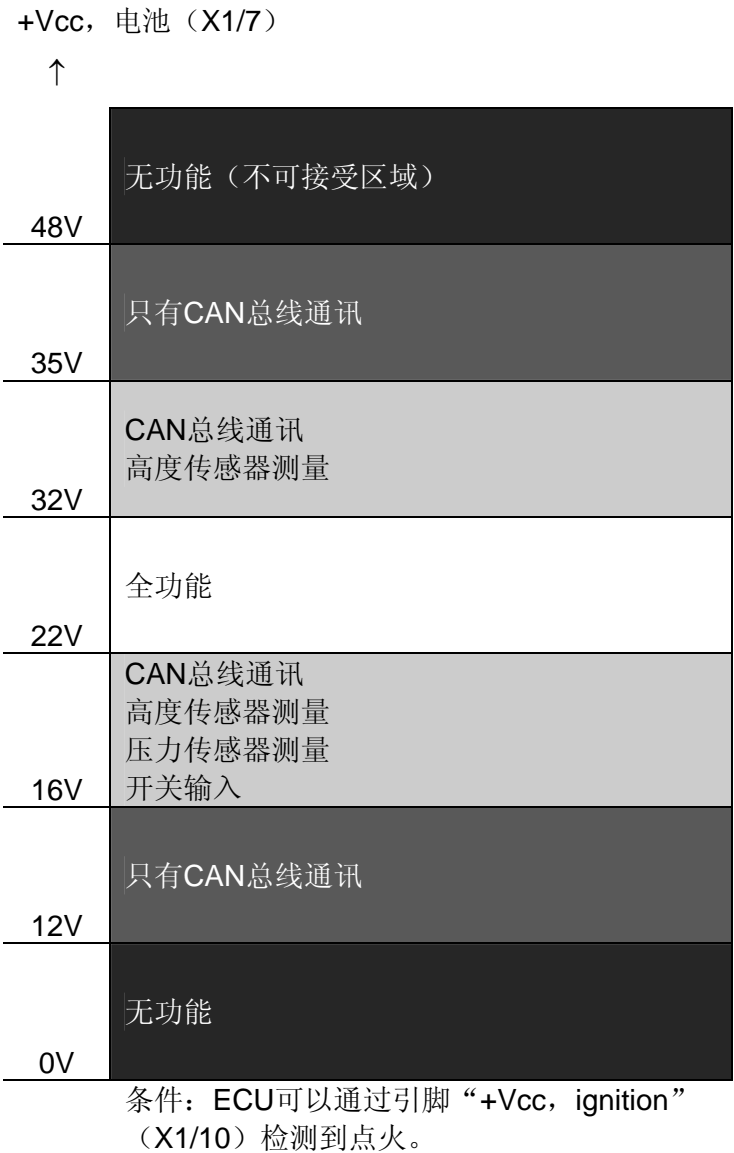 +Vcc，电池（X1/7）
↑
无功能（不可接受区域）
48V
只有CAN总线通讯
35V
CAN总线通讯
高度传感器测量
32V
全功能
22V
CAN总线通讯
高度传感器测量
压力传感器测量
开关输入
16V
只有CAN总线通讯
12V
无功能
0V
条件：ECU可以通过引脚“+Vcc，ignition”
（X1/10）检测到点火。